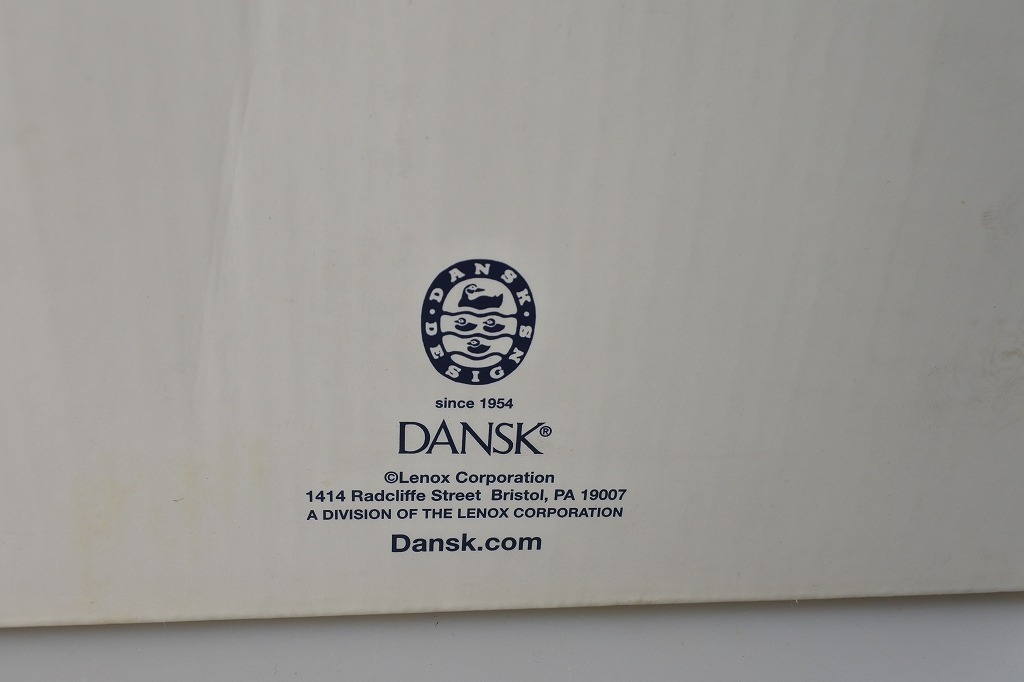 DANSK
DESIGNS
since 1954
DANSK®
©Lenox Corporation
1414 Radcliffe Street Bristol, PA 19007
A DIVISION OF THE LENOX CORPORATION
Dansk.com